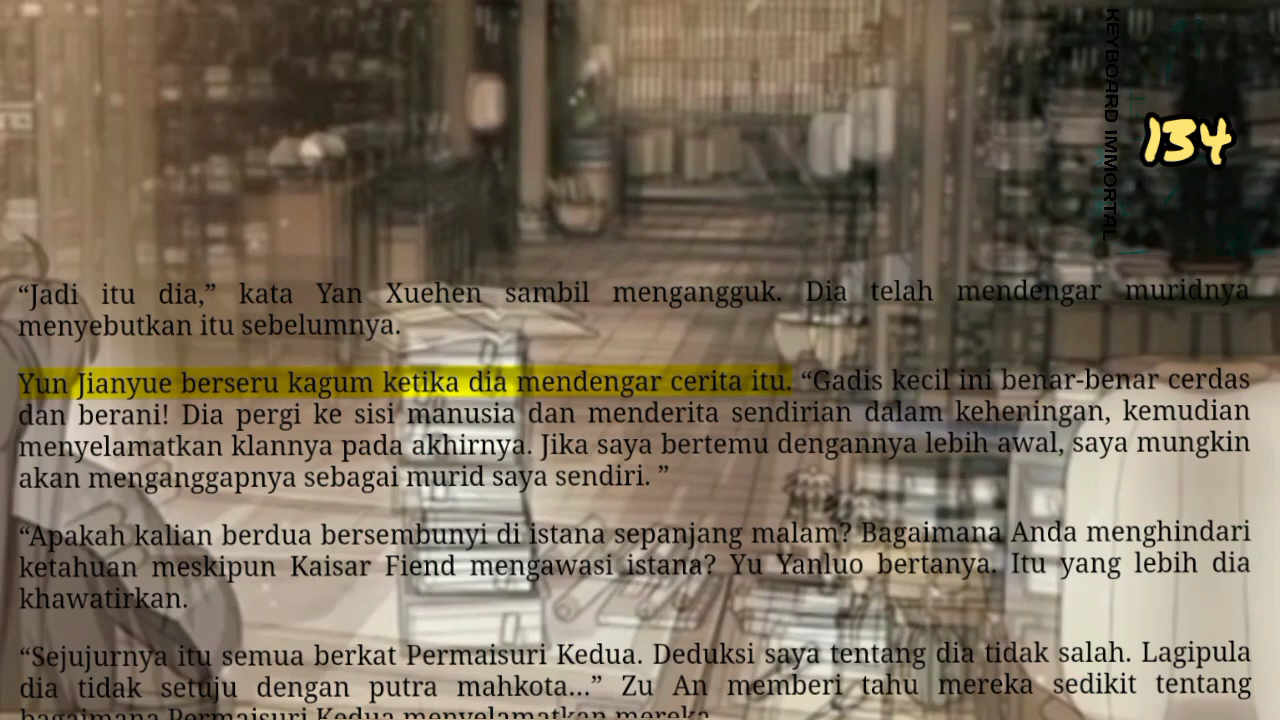 KEYBOARD IMMORTAL
134
“Jadi itu dia,” kata Yan Xuehen sambil mengangguk. Dia telah mendengar muridnya
menyebutkan itu sebelumnya.
Yun Jianyue berseru kagum ketika dia mendengar cerita itu. “Gadis kecil ini benar-benar cerdas
dan berani! Dia pergi ke sisi manusia dan menderita sendirian dalam keheningan, kemudian
menyelamatkan klannya pada akhirnya. Jika saya bertemu dengannya lebih awal, saya mungkin
akan menganggapnya sebagai murid saya sendiri. ”
“Apakah kalian berdua bersembunyi di istana sepanjang malam? Bagaimana Anda menghindari
ketahuan meskipun Kaisar Fiend mengawasi istana? Yu Yanluo bertanya. Itu yang lebih dia
khawatirkan.
“Sejujurnya itu semua berkat Permaisuri Kedua. Deduksi saya tentang dia tidak salah. Lagipula
dia tidak setuju dengan putra mahkota...” Zu An memberi tahu mereka sedikit tentang
bagaimana Permaisuri Kedua menyelamatkan mereka